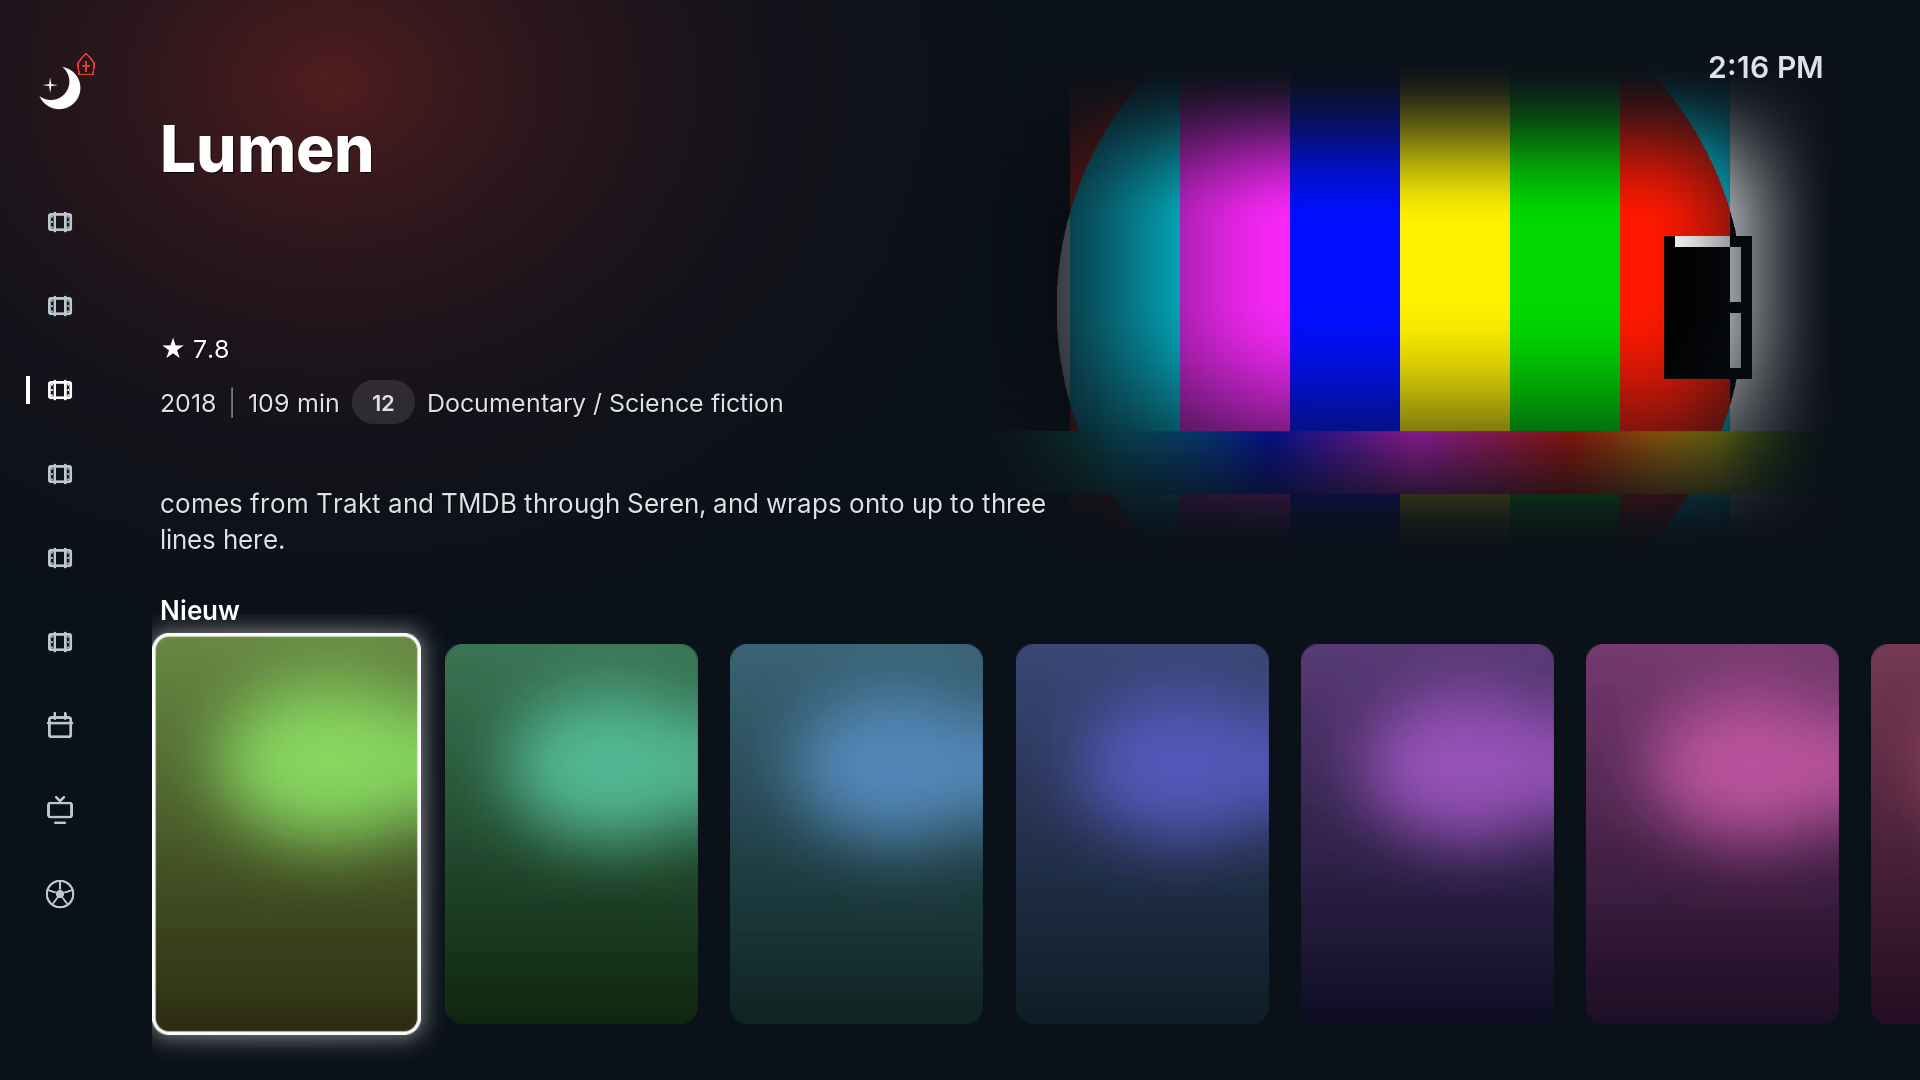 2:16 PM
Lumen
★ 7.8
2018 | 109 min 12 Documentary / Science fiction
comes from Trakt and TMDB through Seren, and wraps onto up to three
lines here.
Nieuw